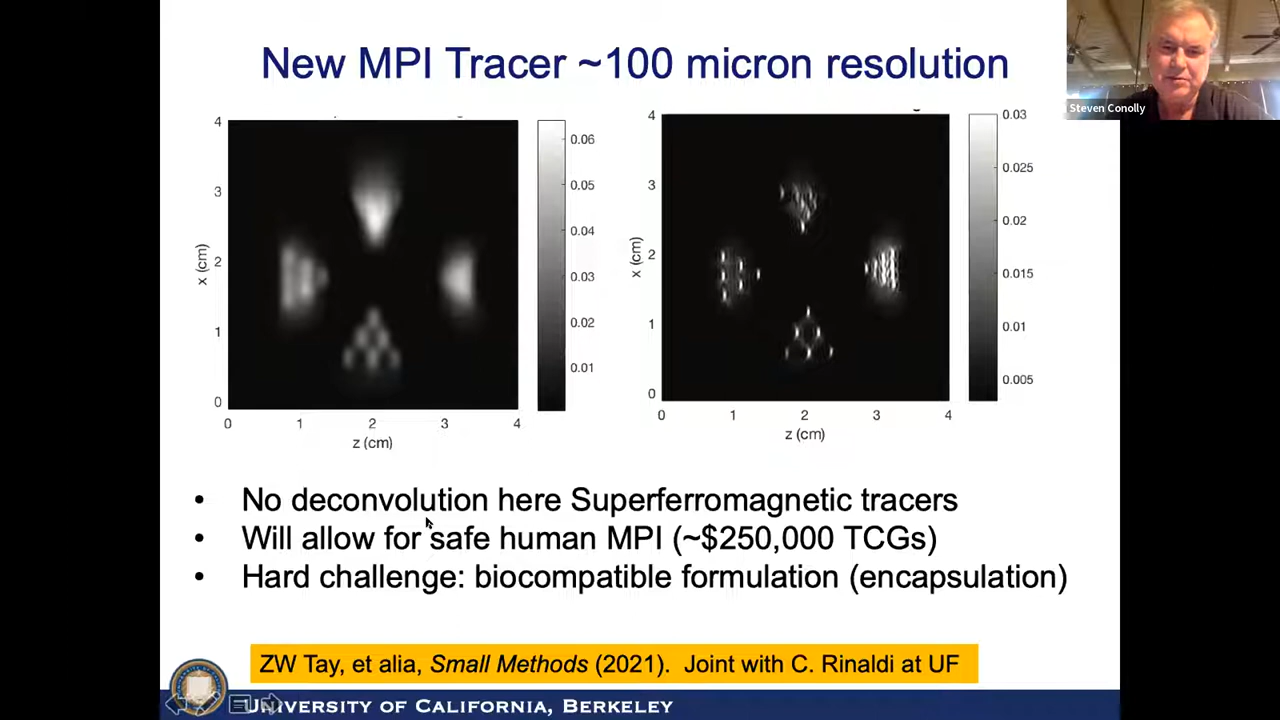 New MPI Tracer ~100 micron resolution
Steven Conolly
4
3
2
1
0
x (cm)
0 1 2 3 4
z (cm)
0.06
0.05
0.04
0.03
0.02
0.01
4
3
2
1
0
x (cm)
0 1 2 3 4
z (cm)
0.03
0.025
0.02
0.015
0.01
0.005
• No deconvolution here Superferromagnetic tracers
• Will allow for safe human MPI (~$250,000 TCGs)
• Hard challenge: biocompatible formulation (encapsulation)
ZW Tay, et alia, Small Methods (2021). Joint with C. Rinaldi at UF
UNIVERSITY OF CALIFORNIA, BERKELEY